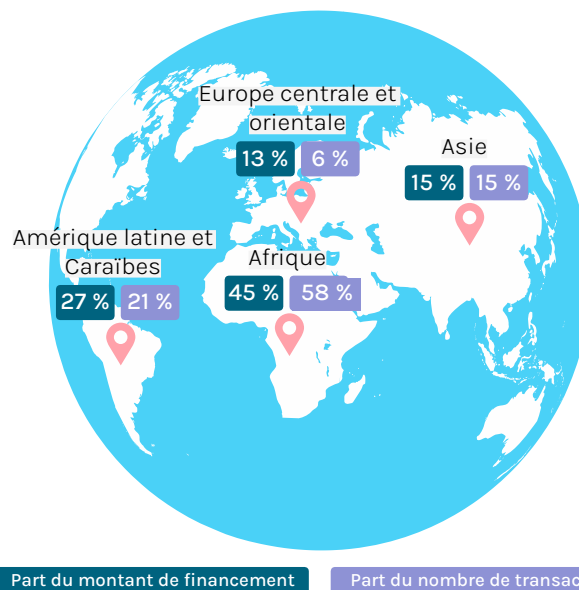 Europe centrale et
orientale
13 % 6 %
Asie
15 % 15 %
Amérique latine et
Caraïbes
27 % 21 %
Afrique
45 % 58 %
Part du montant de financement
Part du nombre de transac